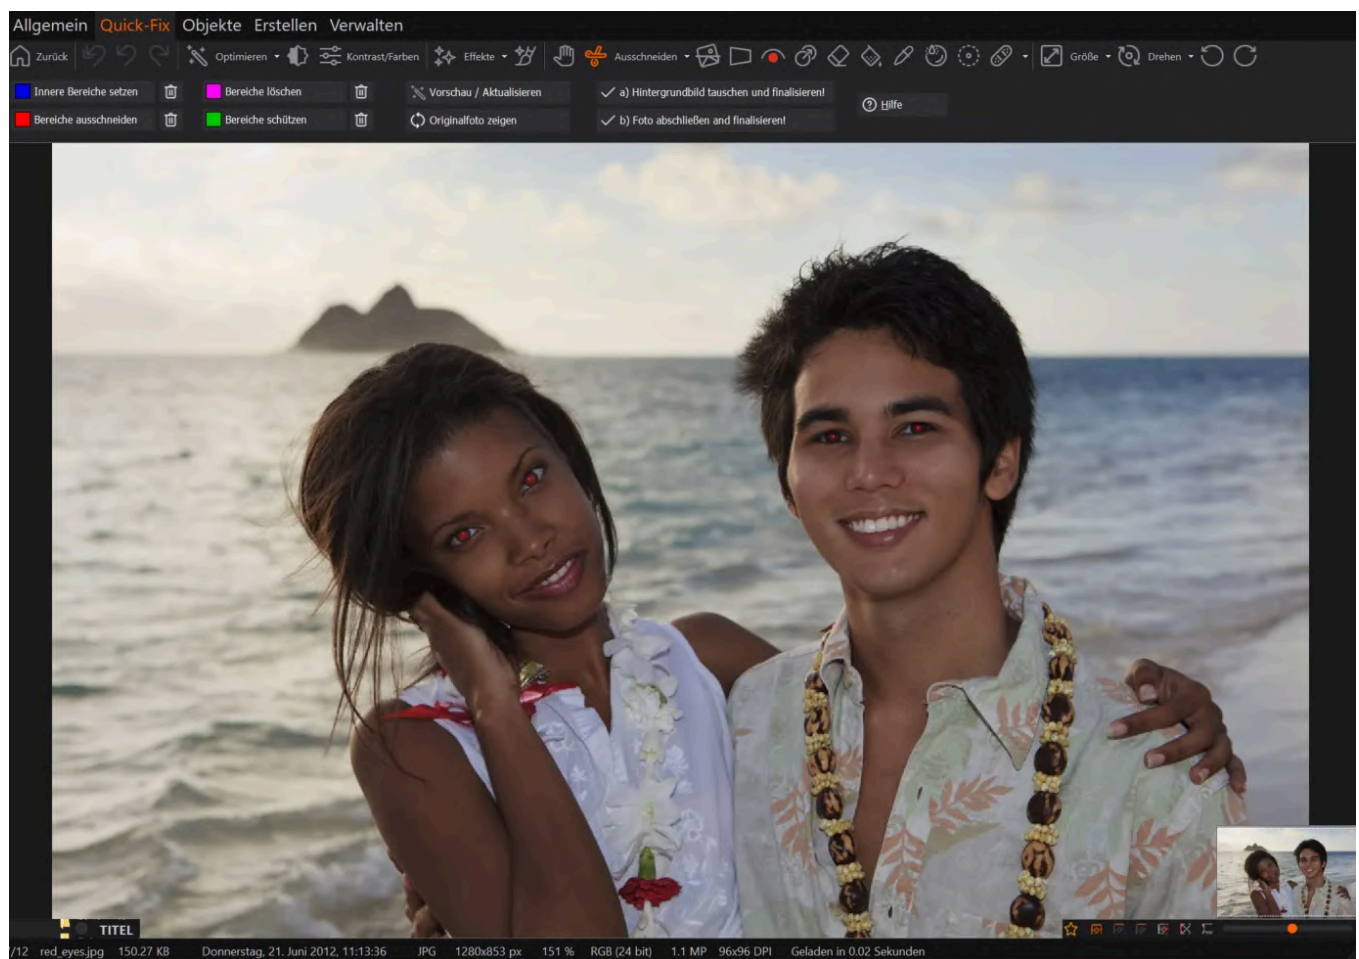 Allgemein Quick-Fix Objekte Erstellen Verwalten
Zurück Optimieren Kontrast/Farben Effekte Ausschneiden Größe Drehen
Innere Bereiche setzen Bereiche löschen Vorschau / Aktualisieren a) Hintergrundbild tauschen und finalisieren! Hilfe
Bereiche ausschneiden Bereiche schützen Originalfoto zeigen b) Foto abschließen and finalisieren!
TITEL
/12 red_eyes.jpg 150.27 KB Donnerstag, 21. Juni 2012, 11:13:36 JPG 1280x853 px 151 % RGB (24 bit) 1.1 MP 96x96 DPI Geladen in 0.02 Sekunden